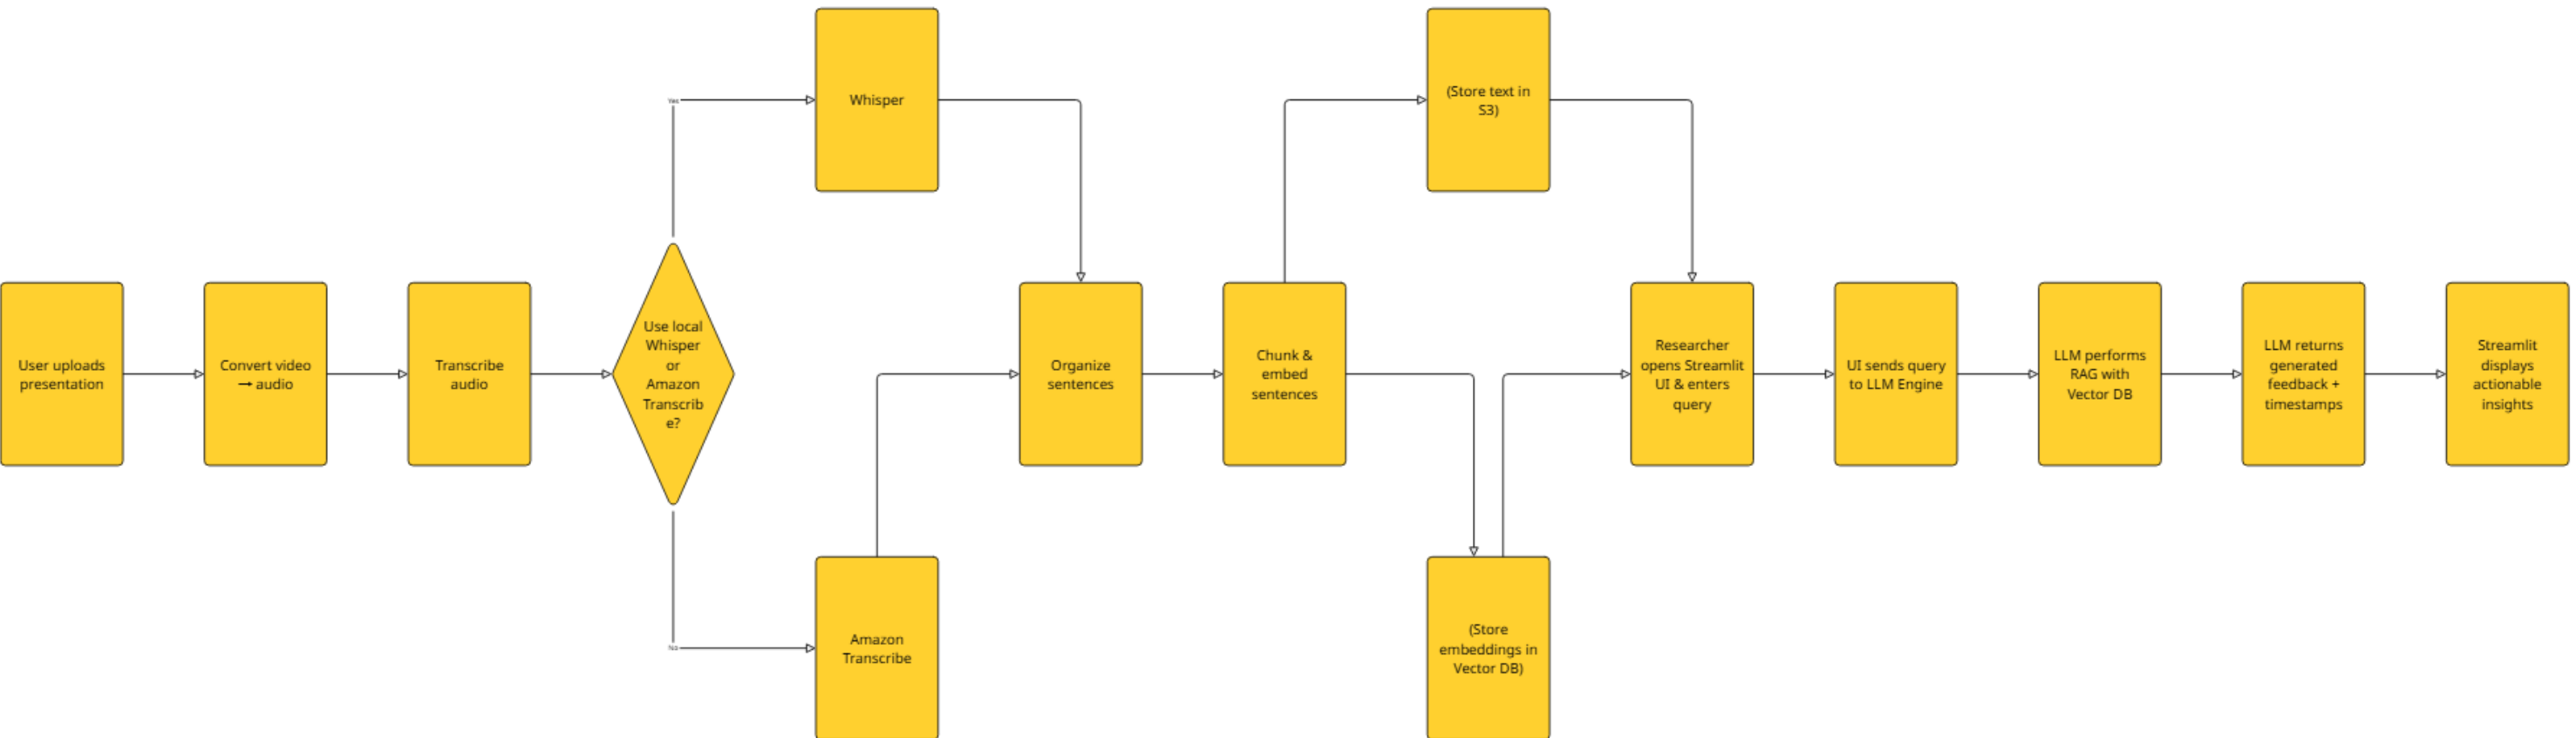 User uploads
presentation
Convert video
→ audio
Transcribe
audio
Use local
Whisper
or
Amazon
Transcrib
e?
Yes
Whisper
No
Amazon
Transcribe
Organize
sentences
Chunk &
embed
sentences
(Store text in
S3)
(Store
embeddings in
Vector DB)
Researcher
opens Streamlit
UI & enters
query
UI sends query
to LLM Engine
LLM performs
RAG with
Vector DB
LLM returns
generated
feedback +
timestamps
Streamlit
displays
actionable
insights